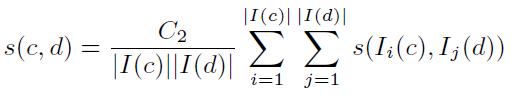 s(c, d) = \frac{C_2}{|I(c)||I(d)|} \sum_{i=1}^{|I(c)|} \sum_{j=1}^{|I(d)|} s(I_i(c), I_j(d))